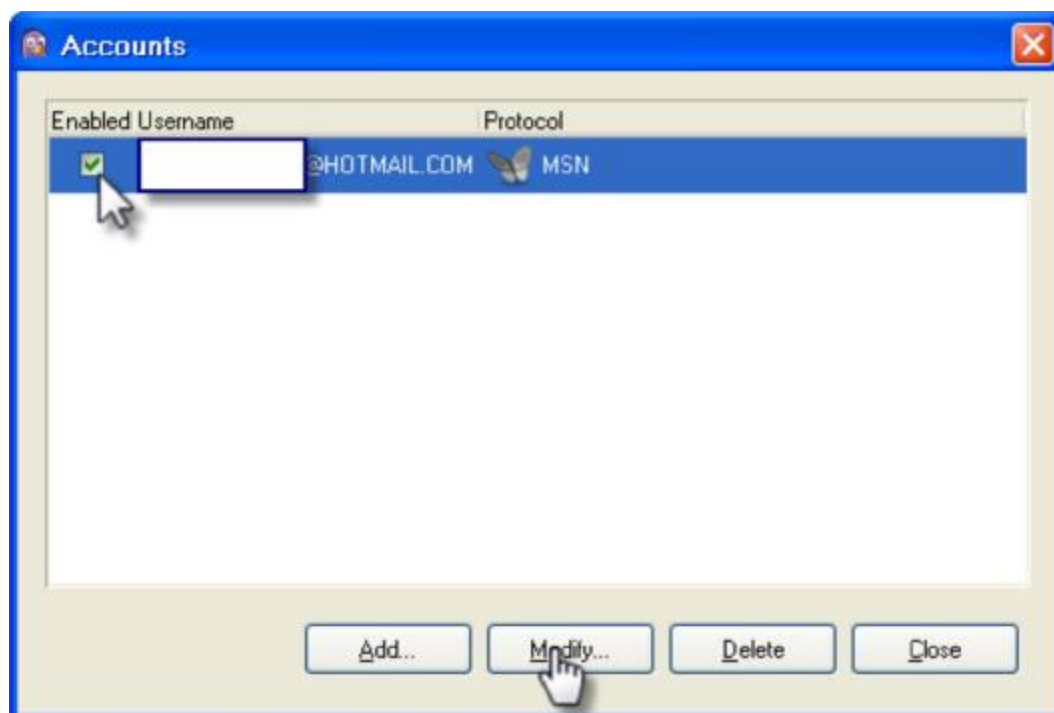 Accounts
Enabled Username Protocol
@HOTMAIL.COM MSN
Add... Modify... Delete Close